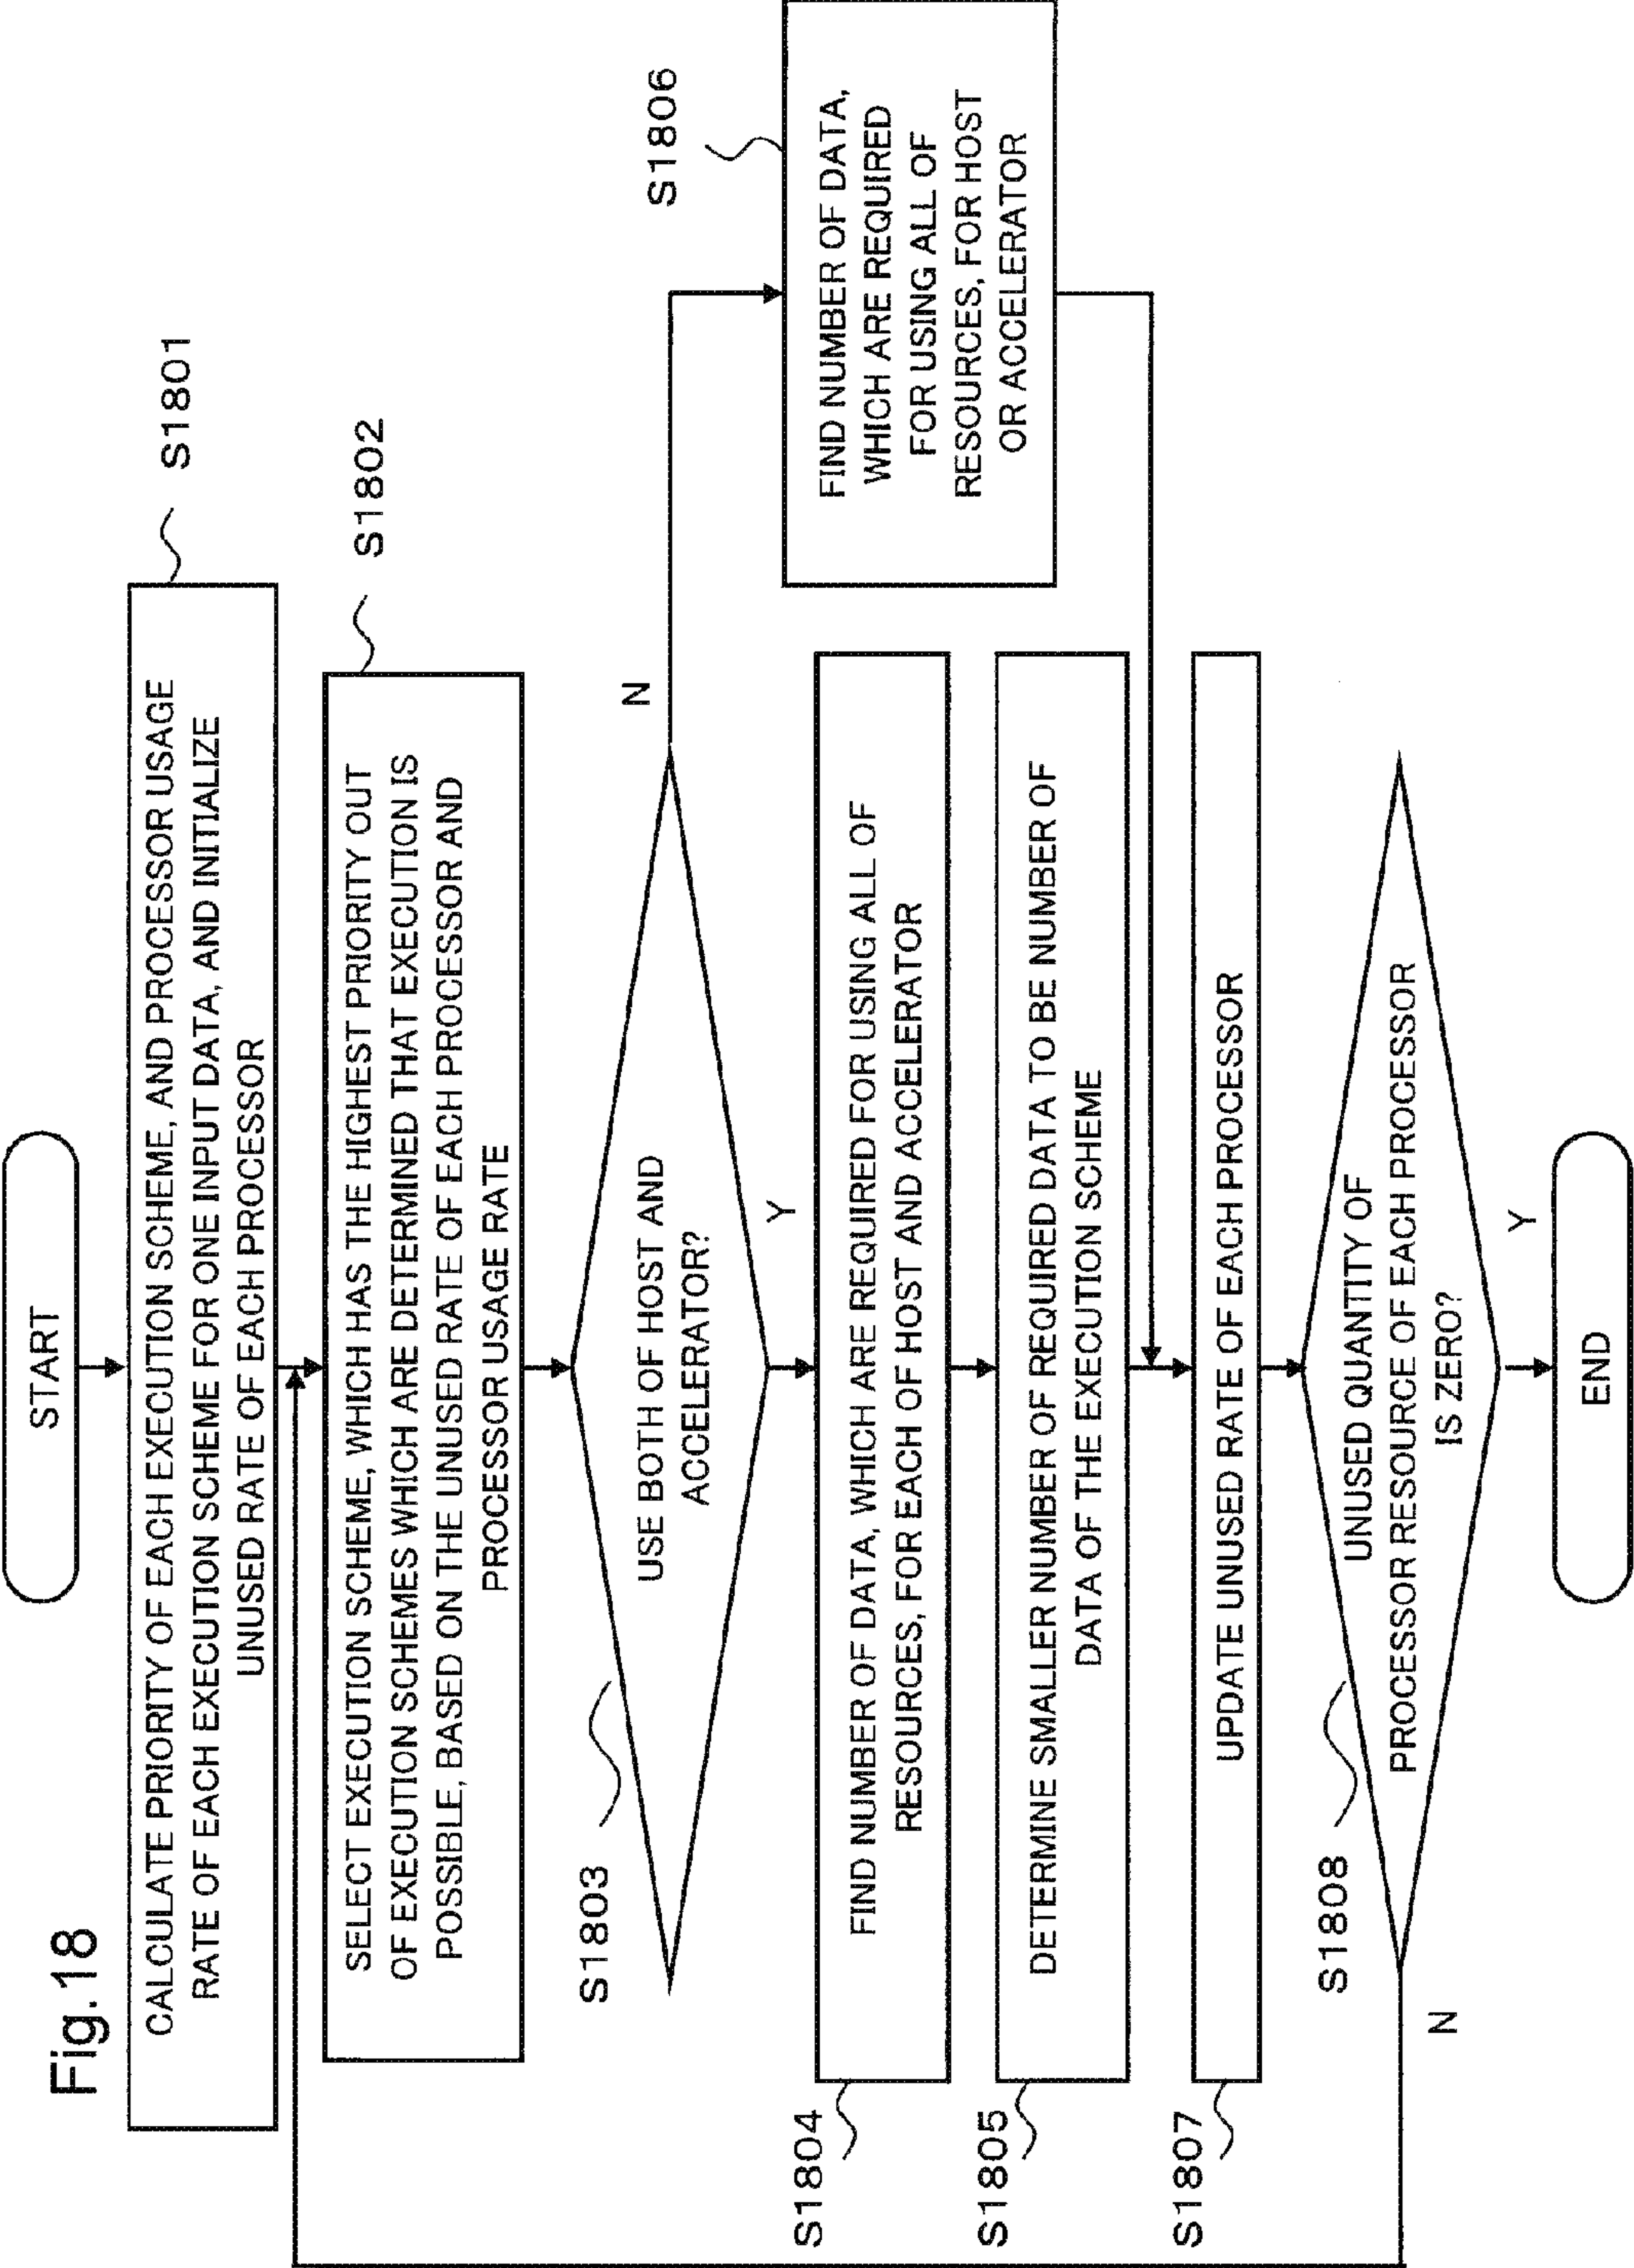 Fig.18
START
CALCULATE PRIORITY OF EACH EXECUTION SCHEME, AND PROCESSOR USAGE
RATE OF EACH EXECUTION SCHEME FOR ONE INPUT DATA, AND INITIALIZE
UNUSED RATE OF EACH PROCESSOR
S1801
SELECT EXECUTION SCHEME, WHICH HAS THE HIGHEST PRIORITY OUT
OF EXECUTION SCHEMES WHICH ARE DETERMINED THAT EXECUTION IS
POSSIBLE, BASED ON THE UNUSED RATE OF EACH PROCESSOR AND
PROCESSOR USAGE RATE
S1802
S1803
USE BOTH OF HOST AND
ACCELERATOR?
N
Y
S1806
FIND NUMBER OF DATA,
WHICH ARE REQUIRED
FOR USING ALL OF
RESOURCES, FOR HOST
OR ACCELERATOR
S1804
FIND NUMBER OF DATA, WHICH ARE REQUIRED FOR USING ALL OF
RESOURCES, FOR EACH OF HOST AND ACCELERATOR
S1805
DETERMINE SMALLER NUMBER OF REQUIRED DATA TO BE NUMBER OF
DATA OF THE EXECUTION SCHEME
S1807
UPDATE UNUSED RATE OF EACH PROCESSOR
S1808
UNUSED QUANTITY OF
PROCESSOR RESOURCE OF EACH PROCESSOR
IS ZERO?
N
Y
END